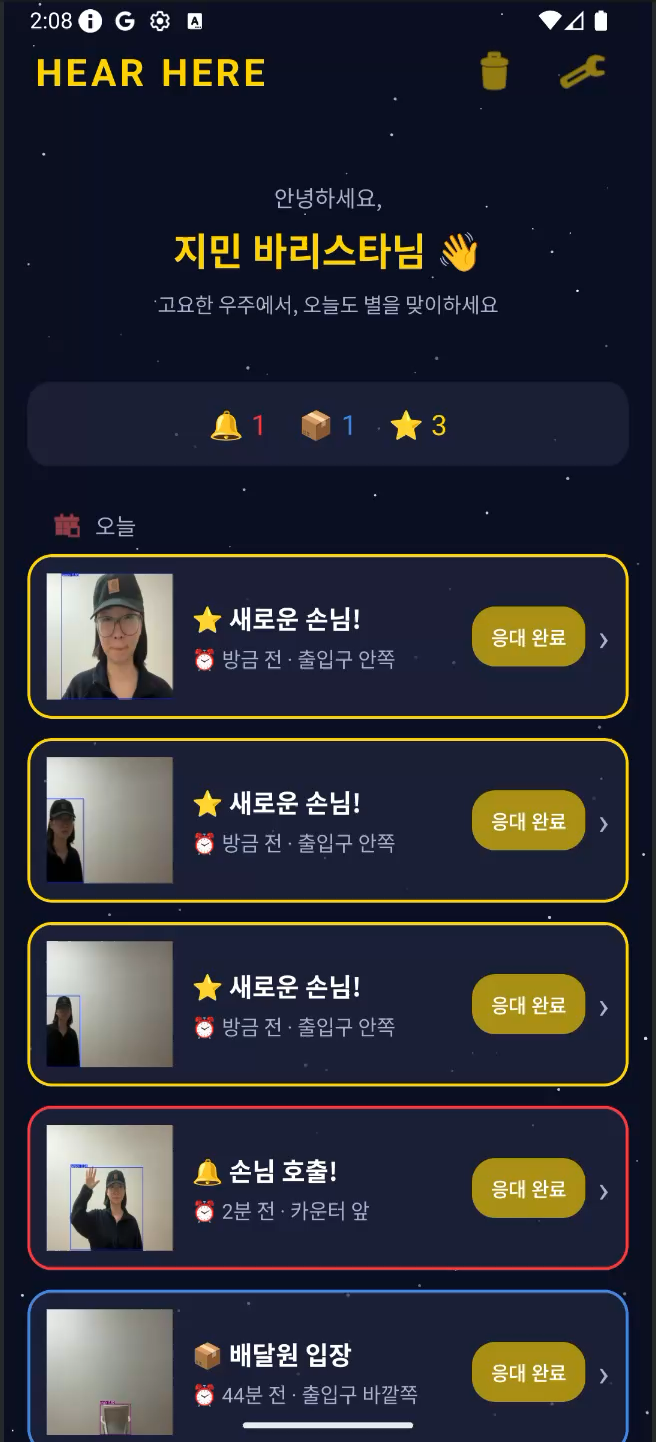 2:08
HEAR HERE
안녕하세요,
지민 바리스타님 👋
고요한 우주에서, 오늘도 별을 맞이하세요
🔔 1 📦 1 ⭐ 3
오늘
⭐ 새로운 손님!
⏰ 방금 전 · 출입구 안쪽
응대 완료 ›
⭐ 새로운 손님!
⏰ 방금 전 · 출입구 안쪽
응대 완료 ›
⭐ 새로운 손님!
⏰ 방금 전 · 출입구 안쪽
응대 완료 ›
🔔 손님 호출!
⏰ 2분 전 · 카운터 앞
응대 완료 ›
📦 배달원 입장
⏰ 44분 전 · 출입구 바깥쪽
응대 완료 ›